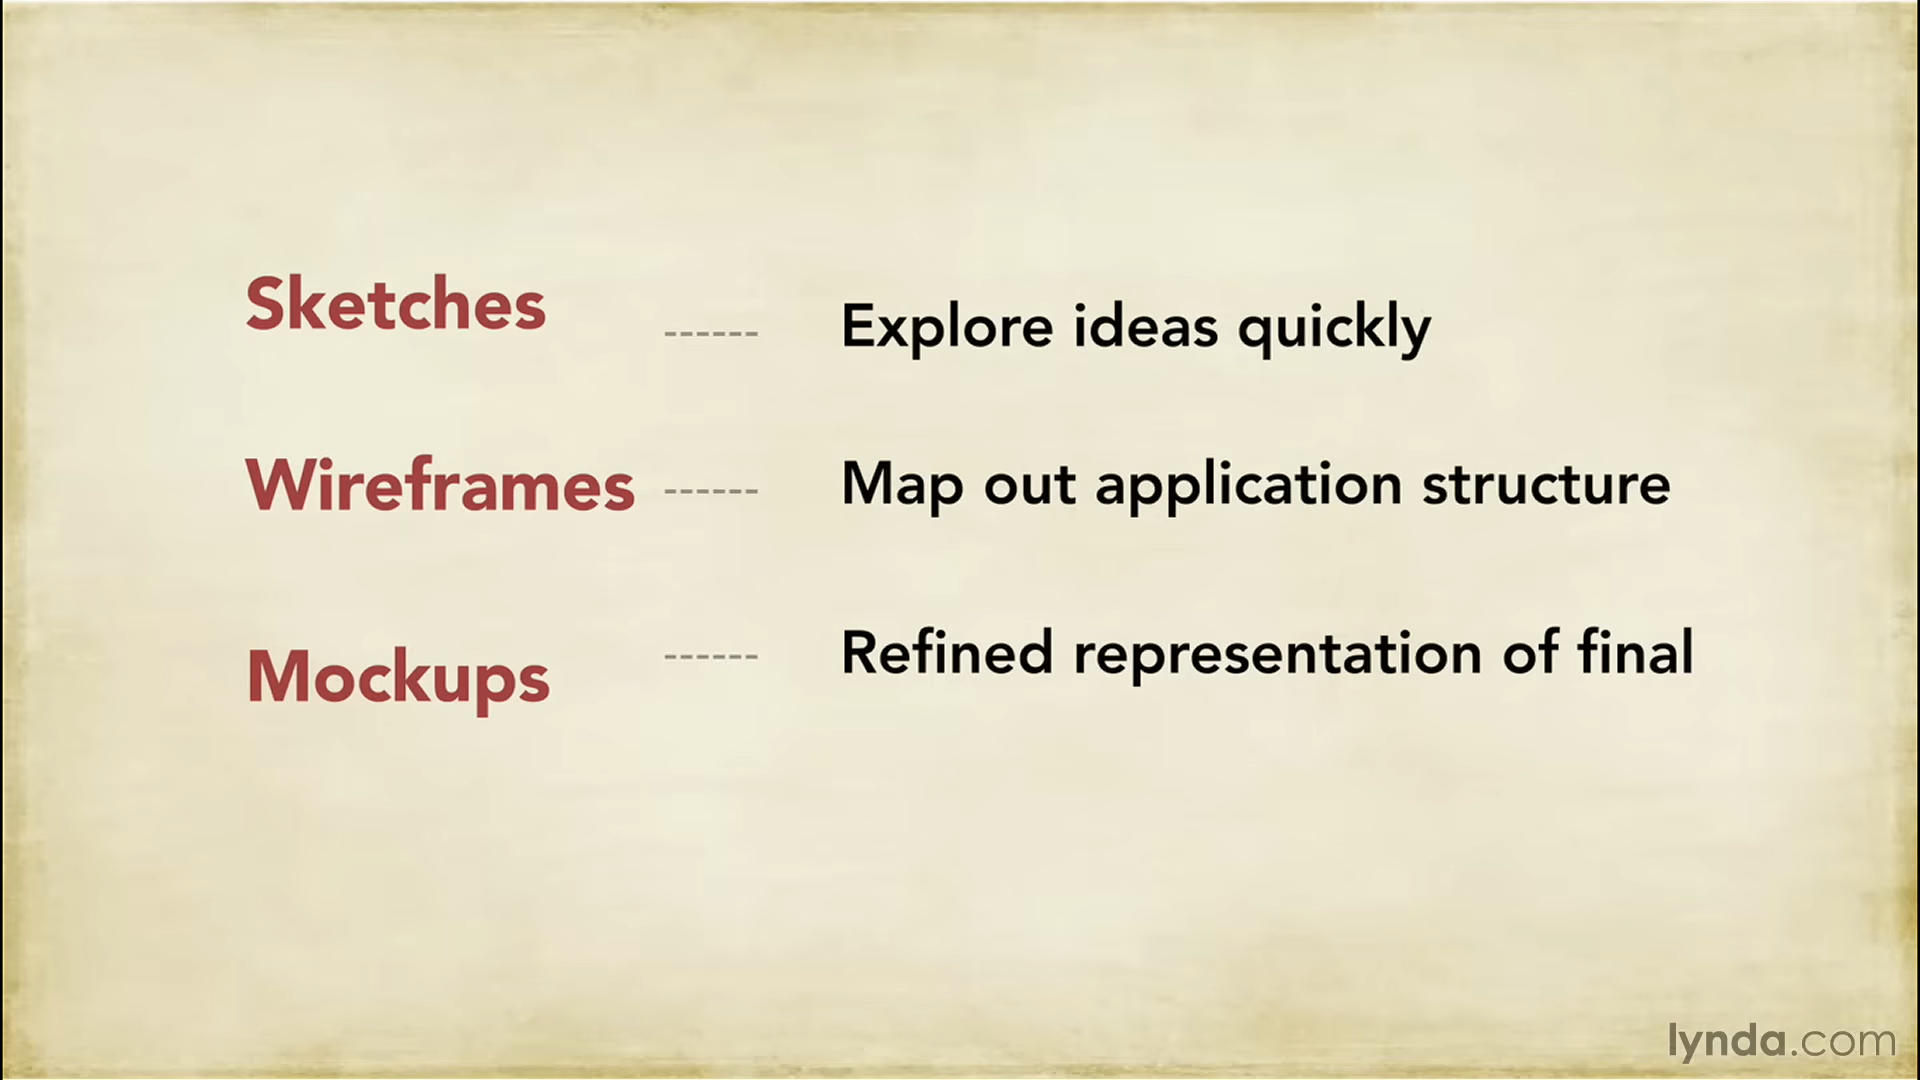 Sketches ------ Explore ideas quickly
Wireframes ------ Map out application structure
Mockups ------ Refined representation of final
lynda.com